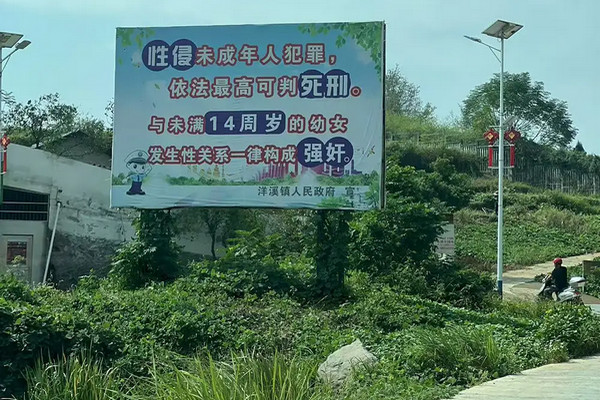 性侵未成年人犯罪，
依法最高可判死刑。
与未满14周岁的幼女
发生性关系一律构成强奸。
洋溪镇人民政府 宣